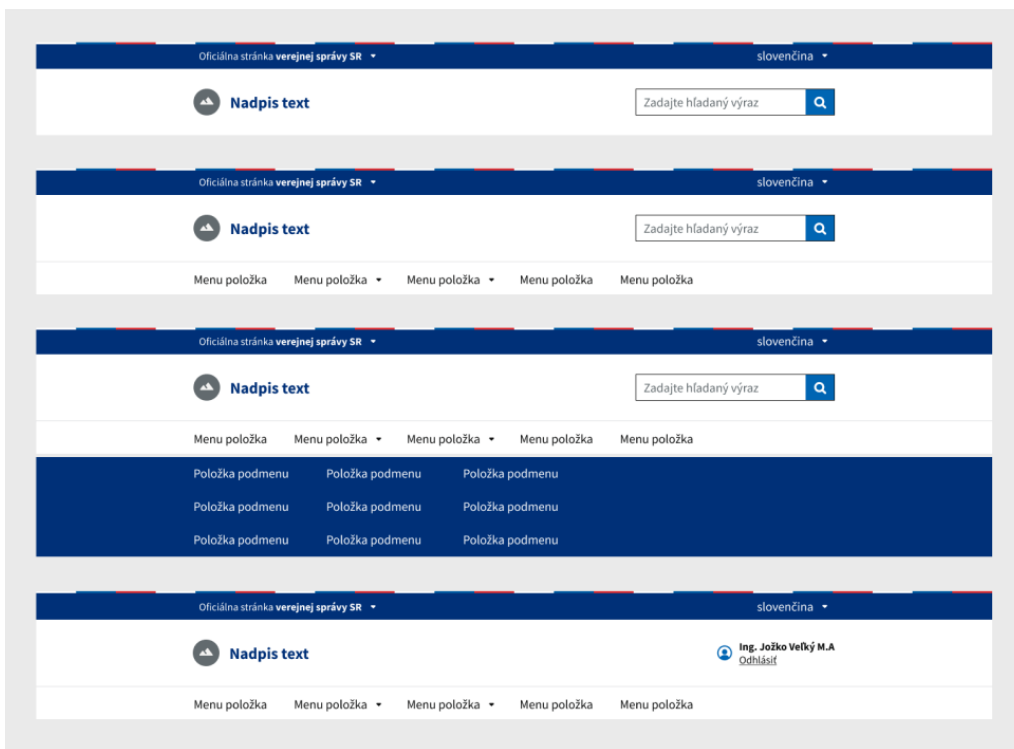 Oficiálna stránka verejnej správy SR slovenčina
Nadpis text Zadajte hľadaný výraz
Oficiálna stránka verejnej správy SR slovenčina
Nadpis text Zadajte hľadaný výraz
Menu položka Menu položka Menu položka Menu položka Menu položka
Oficiálna stránka verejnej správy SR slovenčina
Nadpis text Zadajte hľadaný výraz
Menu položka Menu položka Menu položka Menu položka Menu položka
Položka podmenu Položka podmenu Položka podmenu
Položka podmenu Položka podmenu Položka podmenu
Položka podmenu Položka podmenu Položka podmenu
Oficiálna stránka verejnej správy SR slovenčina
Nadpis text Ing. Jožko Veľký M.A
Odhlásiť
Menu položka Menu položka Menu položka Menu položka Menu položka